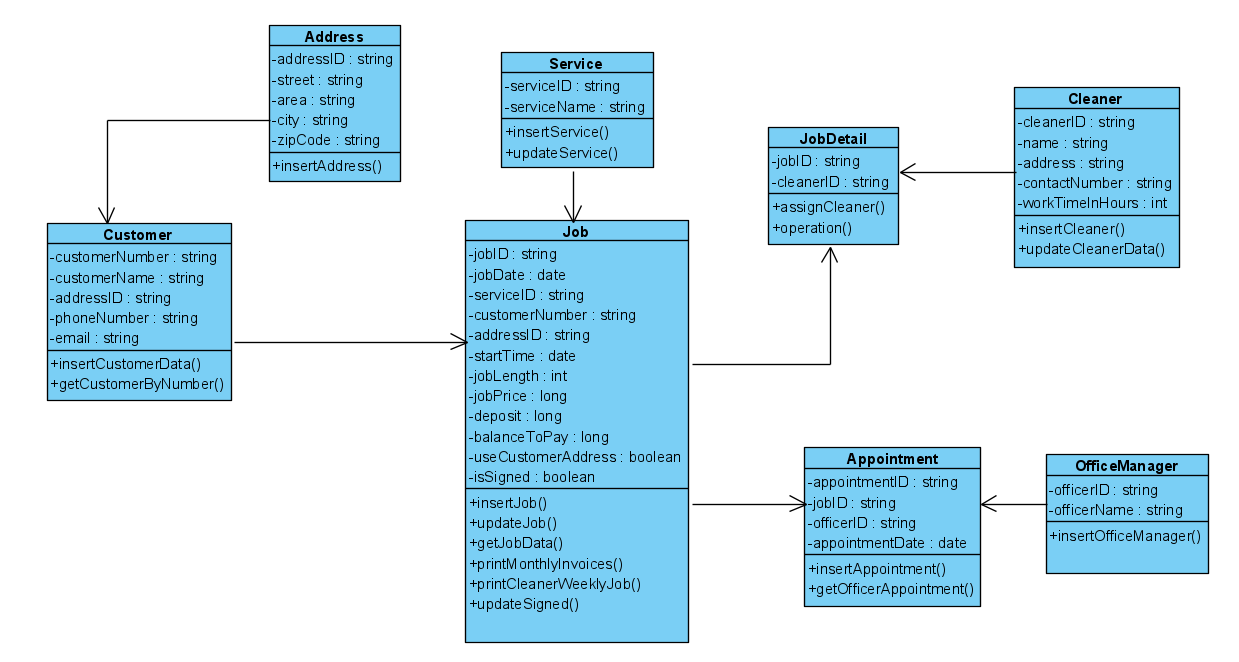 Address
-addressID : string
-street : string
-area : string
-city : string
-zipCode : string
+insertAddress()
Service
-serviceID : string
-serviceName : string
+insertService()
+updateService()
Cleaner
-cleanerID : string
-name : string
-address : string
-contactNumber : string
-workTimeInHours : int
+insertCleaner()
+updateCleanerData()
JobDetail
-jobID : string
-cleanerID : string
+assignCleaner()
+operation()
Customer
-customerNumber : string
-customerName : string
-addressID : string
-phoneNumber : string
-email : string
+insertCustomerData()
+getCustomerByNumber()
Job
-jobID : string
-jobDate : date
-serviceID : string
-customerNumber : string
-addressID : string
-startTime : date
-jobLength : int
-jobPrice : long
-deposit : long
-balanceToPay : long
-useCustomerAddress : boolean
-isSigned : boolean
+insertJob()
+updateJob()
+getJobData()
+printMonthlyInvoices()
+printCleanerWeeklyJob()
+updateSigned()
Appointment
-appointmentID : string
-jobID : string
-officerID : string
-appointmentDate : date
+insertAppointment()
+getOfficerAppointment()
OfficeManager
-officerID : string
-officerName : string
+insertOfficeManager()